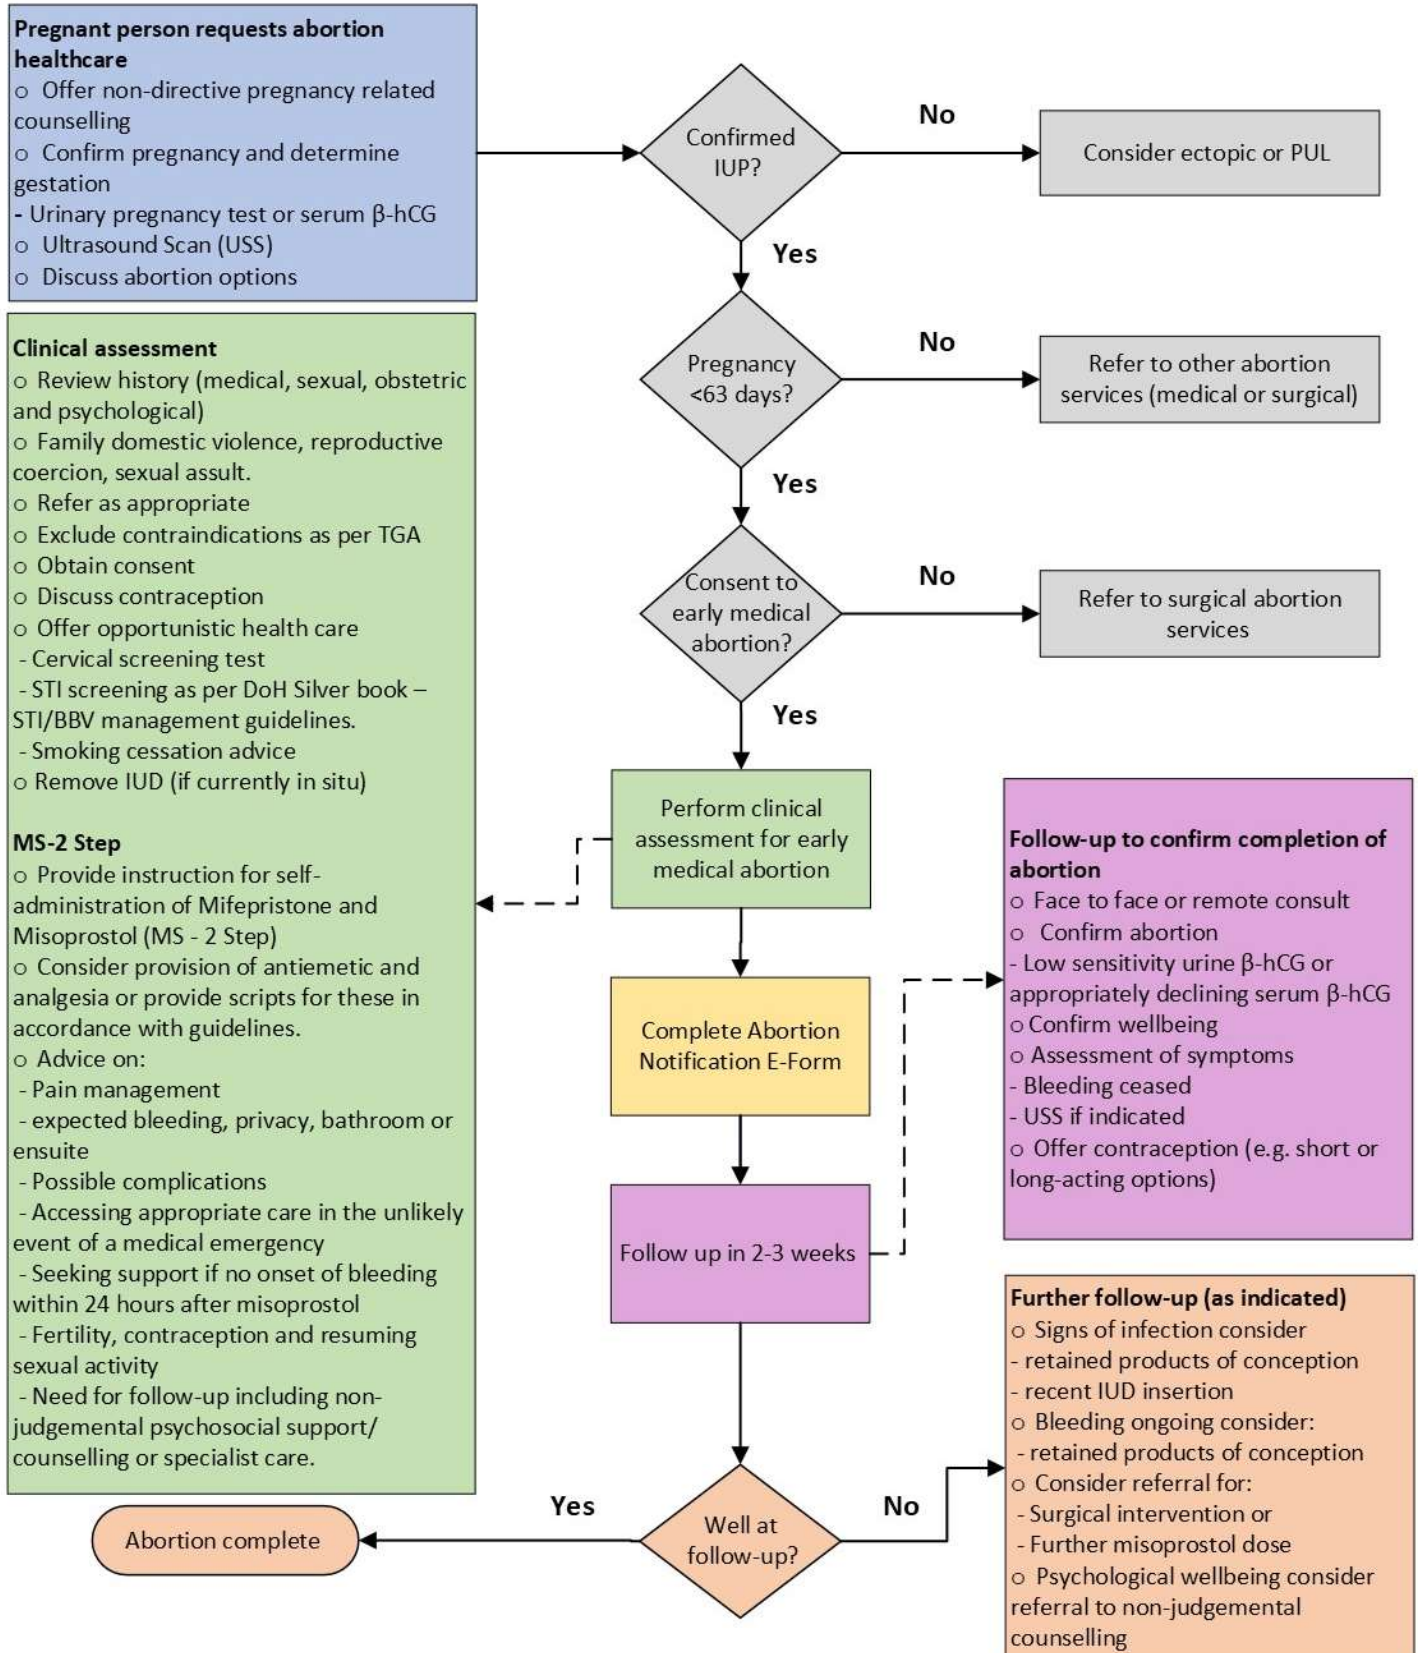 Pregnant person requests abortion
healthcare
○ Offer non-directive pregnancy related
counselling
○ Confirm pregnancy and determine
gestation
- Urinary pregnancy test or serum β-hCG
○ Ultrasound Scan (USS)
○ Discuss abortion options
Confirmed
IUP?
No
Consider ectopic or PUL
Yes
Pregnancy
<63 days?
No
Refer to other abortion
services (medical or surgical)
Yes
Consent to
early medical
abortion?
No
Refer to surgical abortion
services
Yes
Clinical assessment
○ Review history (medical, sexual, obstetric
and psychological)
○ Family domestic violence, reproductive
coercion, sexual assult.
○ Refer as appropriate
○ Exclude contraindications as per TGA
○ Obtain consent
○ Discuss contraception
○ Offer opportunistic health care
- Cervical screening test
- STI screening as per DoH Silver book –
STI/BBV management guidelines.
- Smoking cessation advice
○ Remove IUD (if currently in situ)
MS-2 Step
○ Provide instruction for self-
administration of Mifepristone and
Misoprostol (MS - 2 Step)
○ Consider provision of antiemetic and
analgesia or provide scripts for these in
accordance with guidelines.
○ Advice on:
- Pain management
- expected bleeding, privacy, bathroom or
ensuite
- Possible complications
- Accessing appropriate care in the unlikely
event of a medical emergency
- Seeking support if no onset of bleeding
within 24 hours after misoprostol
- Fertility, contraception and resuming
sexual activity
- Need for follow-up including non-
judgemental psychosocial support/
counselling or specialist care.
Perform clinical
assessment for early
medical abortion
Complete Abortion
Notification E-Form
Follow up in 2-3 weeks
Follow-up to confirm completion of
abortion
○ Face to face or remote consult
○ Confirm abortion
- Low sensitivity urine β-hCG or
appropriately declining serum β-hCG
○ Confirm wellbeing
○ Assessment of symptoms
- Bleeding ceased
- USS if indicated
○ Offer contraception (e.g. short or
long-acting options)
Well at
follow-up?
Yes
Abortion complete
No
Further follow-up (as indicated)
○ Signs of infection consider
- retained products of conception
- recent IUD insertion
○ Bleeding ongoing consider:
- retained products of conception
○ Consider referral for:
- Surgical intervention or
- Further misoprostol dose
○ Psychological wellbeing consider
referral to non-judgemental
counselling